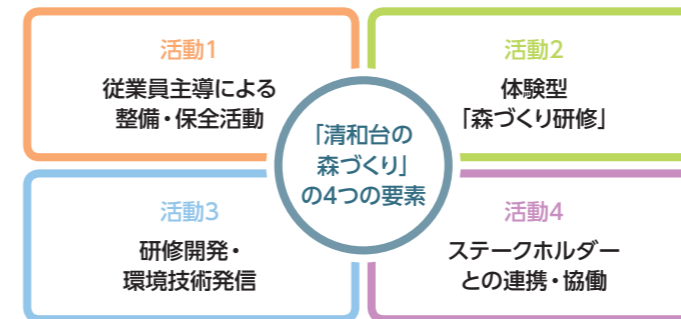 活動1
従業員主導による
整備・保全活動
活動2
体験型
「森づくり研修」
「清和台の
森づくり」
の4つの要素
活動3
研修開発・
環境技術発信
活動4
ステークホルダー
との連携・協働